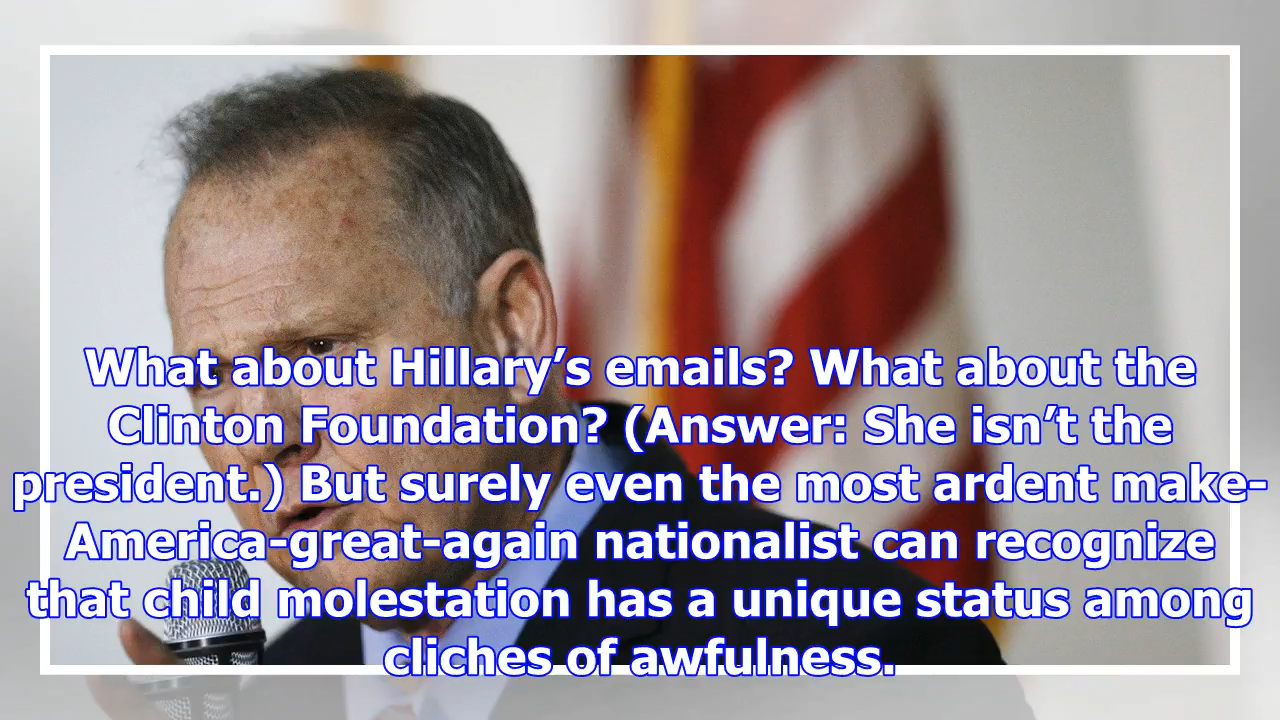 What about Hillary’s emails? What about the
Clinton Foundation? (Answer: She isn’t the
president.) But surely even the most ardent make-
America-great-again nationalist can recognize
that child molestation has a unique status among
cliches of awfulness.